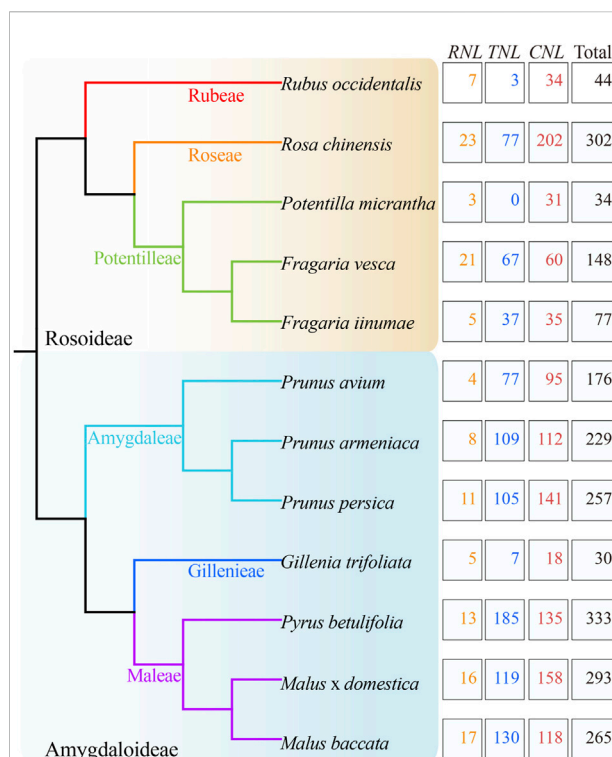 RNL TNL CNL Total
Rubus occidentalis 7 3 34 44
Rubeae
Rosa chinensis 23 77 202 302
Roseae
Potentilla micrantha 3 0 31 34
Potentilleae
Fragaria vesca 21 67 60 148
Fragaria iinumae 5 37 35 77
Rosoideae
Prunus avium 4 77 95 176
Amygdaleae
Prunus armeniaca 8 109 112 229
Prunus persica 11 105 141 257
Gillenia trifoliata 5 7 18 30
Gillenieae
Pyrus betulifolia 13 185 135 333
Maleae
Malus x domestica 16 119 158 293
Malus baccata 17 130 118 265
Amygdaloideae